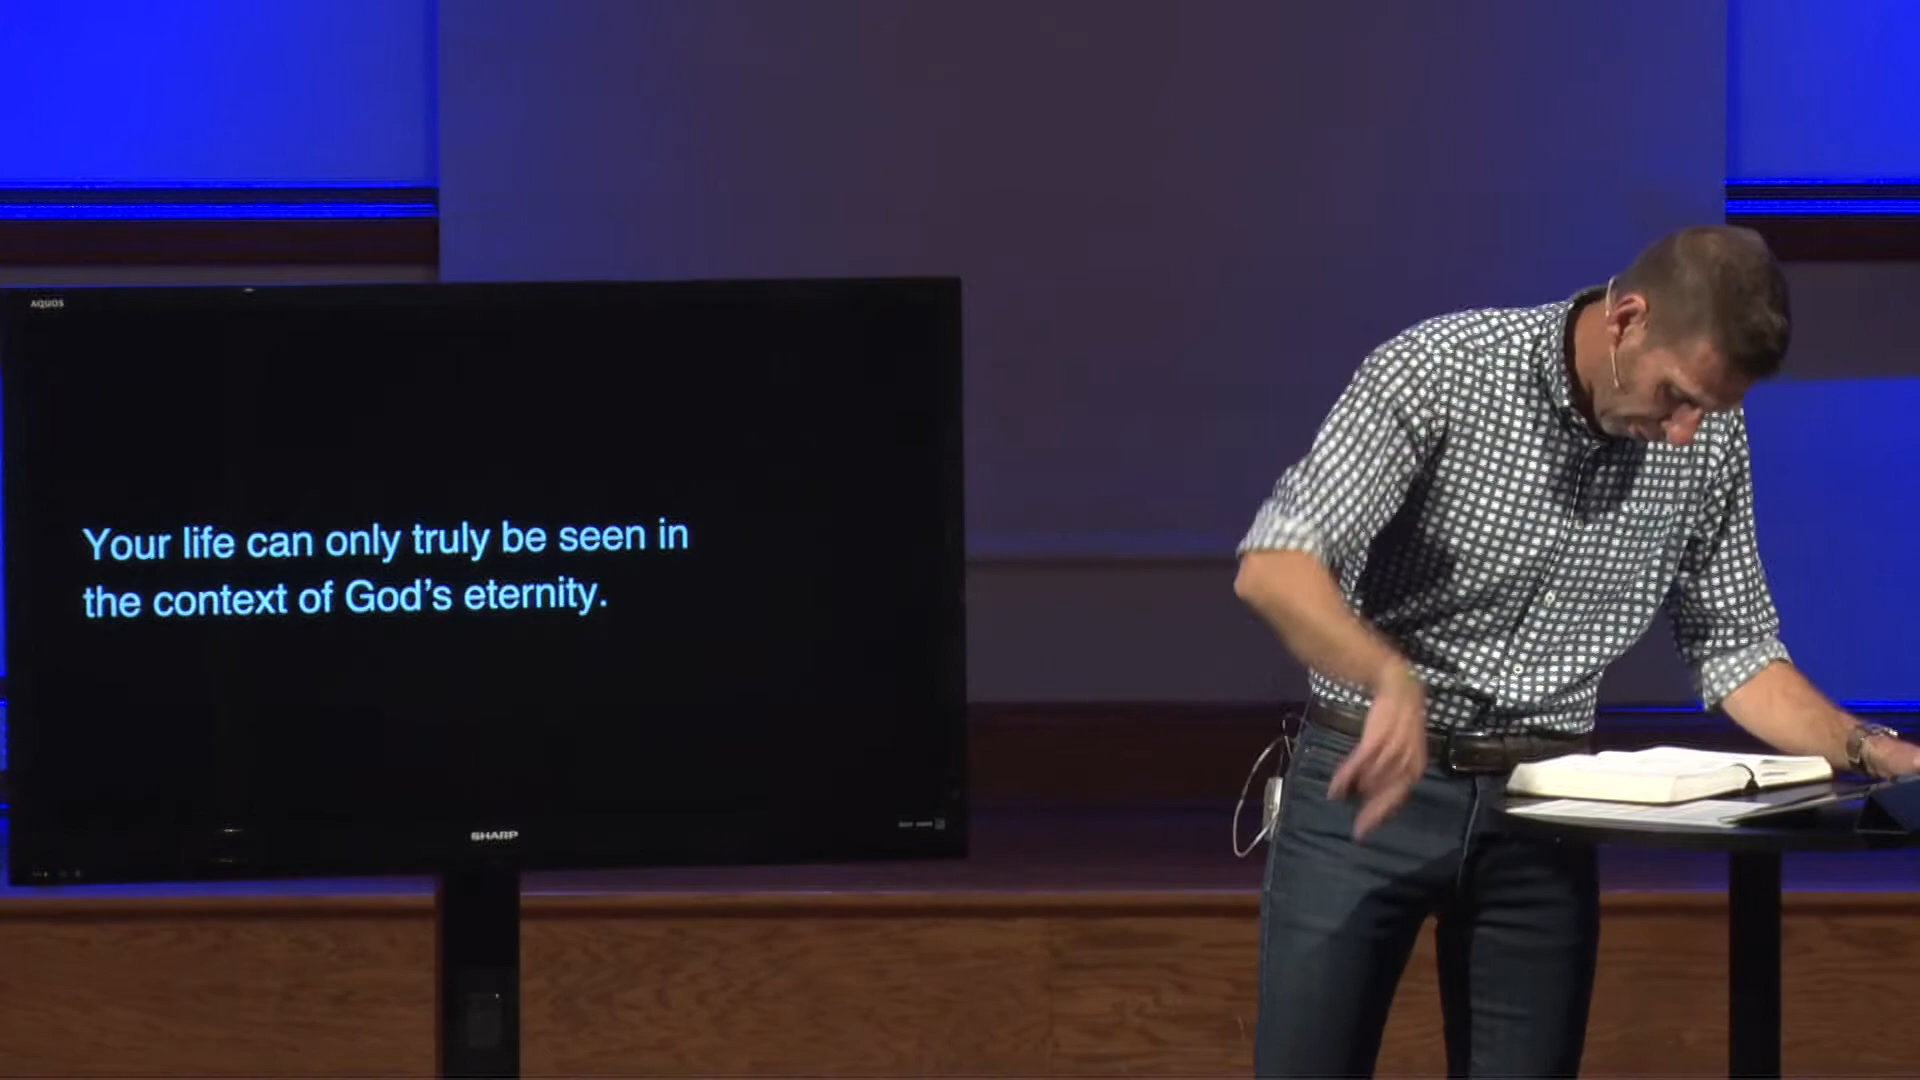 AQUOS
Your life can only truly be seen in
the context of God's eternity.
SHARP